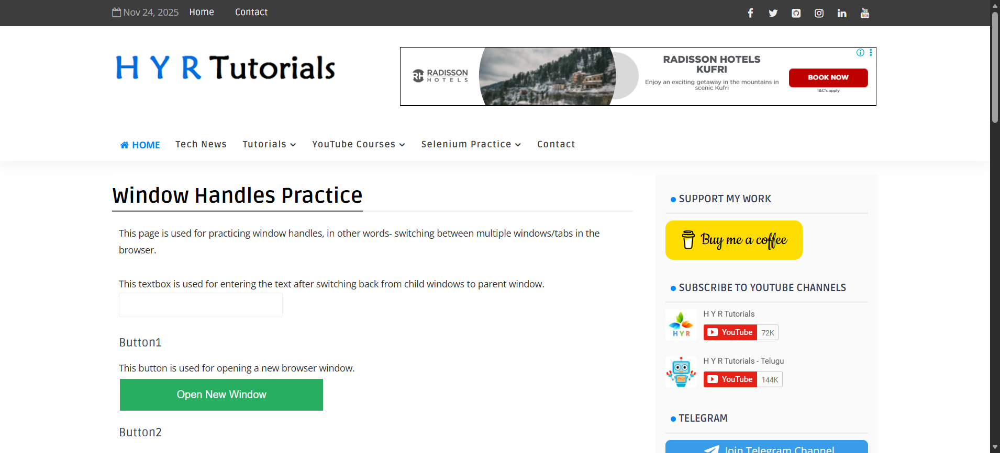 Nov 24, 2025 Home Contact
You Tube
H Y R Tutorials
RH RADISSON HOTELS
RADISSON HOTELS KUFRI
Enjoy an exciting getaway in the mountains in
scenic Kufri
BOOK NOW
T&C's apply
HOME Tech News Tutorials YouTube Courses Selenium Practice Contact
Window Handles Practice
This page is used for practicing window handles, in other words- switching between multiple windows/tabs in the
browser.
This textbox is used for entering the text after switching back from child windows to parent window.
Button1
This button is used for opening a new browser window.
Open New Window
Button2
SUPPORT MY WORK
Buy me a coffee
SUBSCRIBE TO YOUTUBE CHANNELS
H Y R Tutorials
HYR
YouTube 72K
H Y R Tutorials - Telugu
YouTube 144K
TELEGRAM
Join Telegram Channel